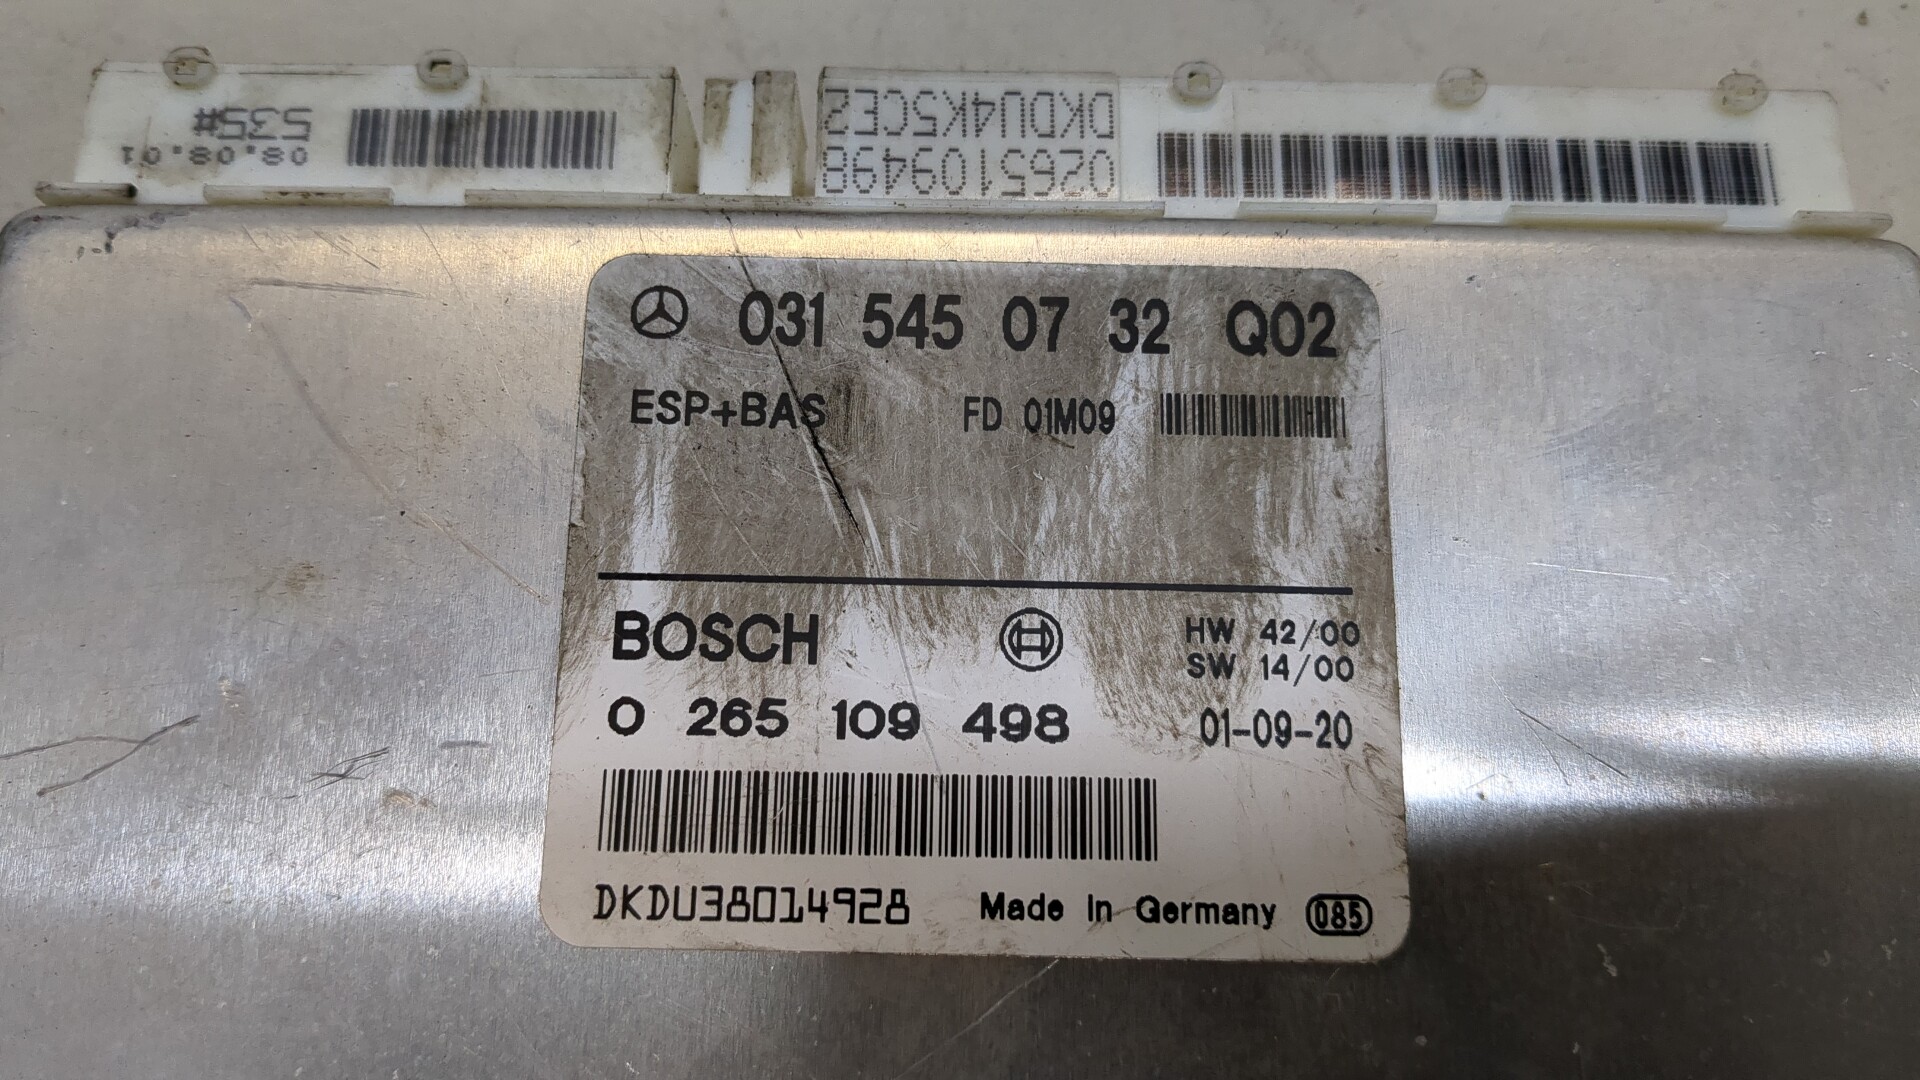 535#
08.08.01
DKDU4K5CE2
0265109498
031 545 07 32 Q02
ESP+BAS FD 01M09
BOSCH HW 42/00
SW 14/00
0 265 109 498 01-09-20
DKDU38014928 Made in Germany 085